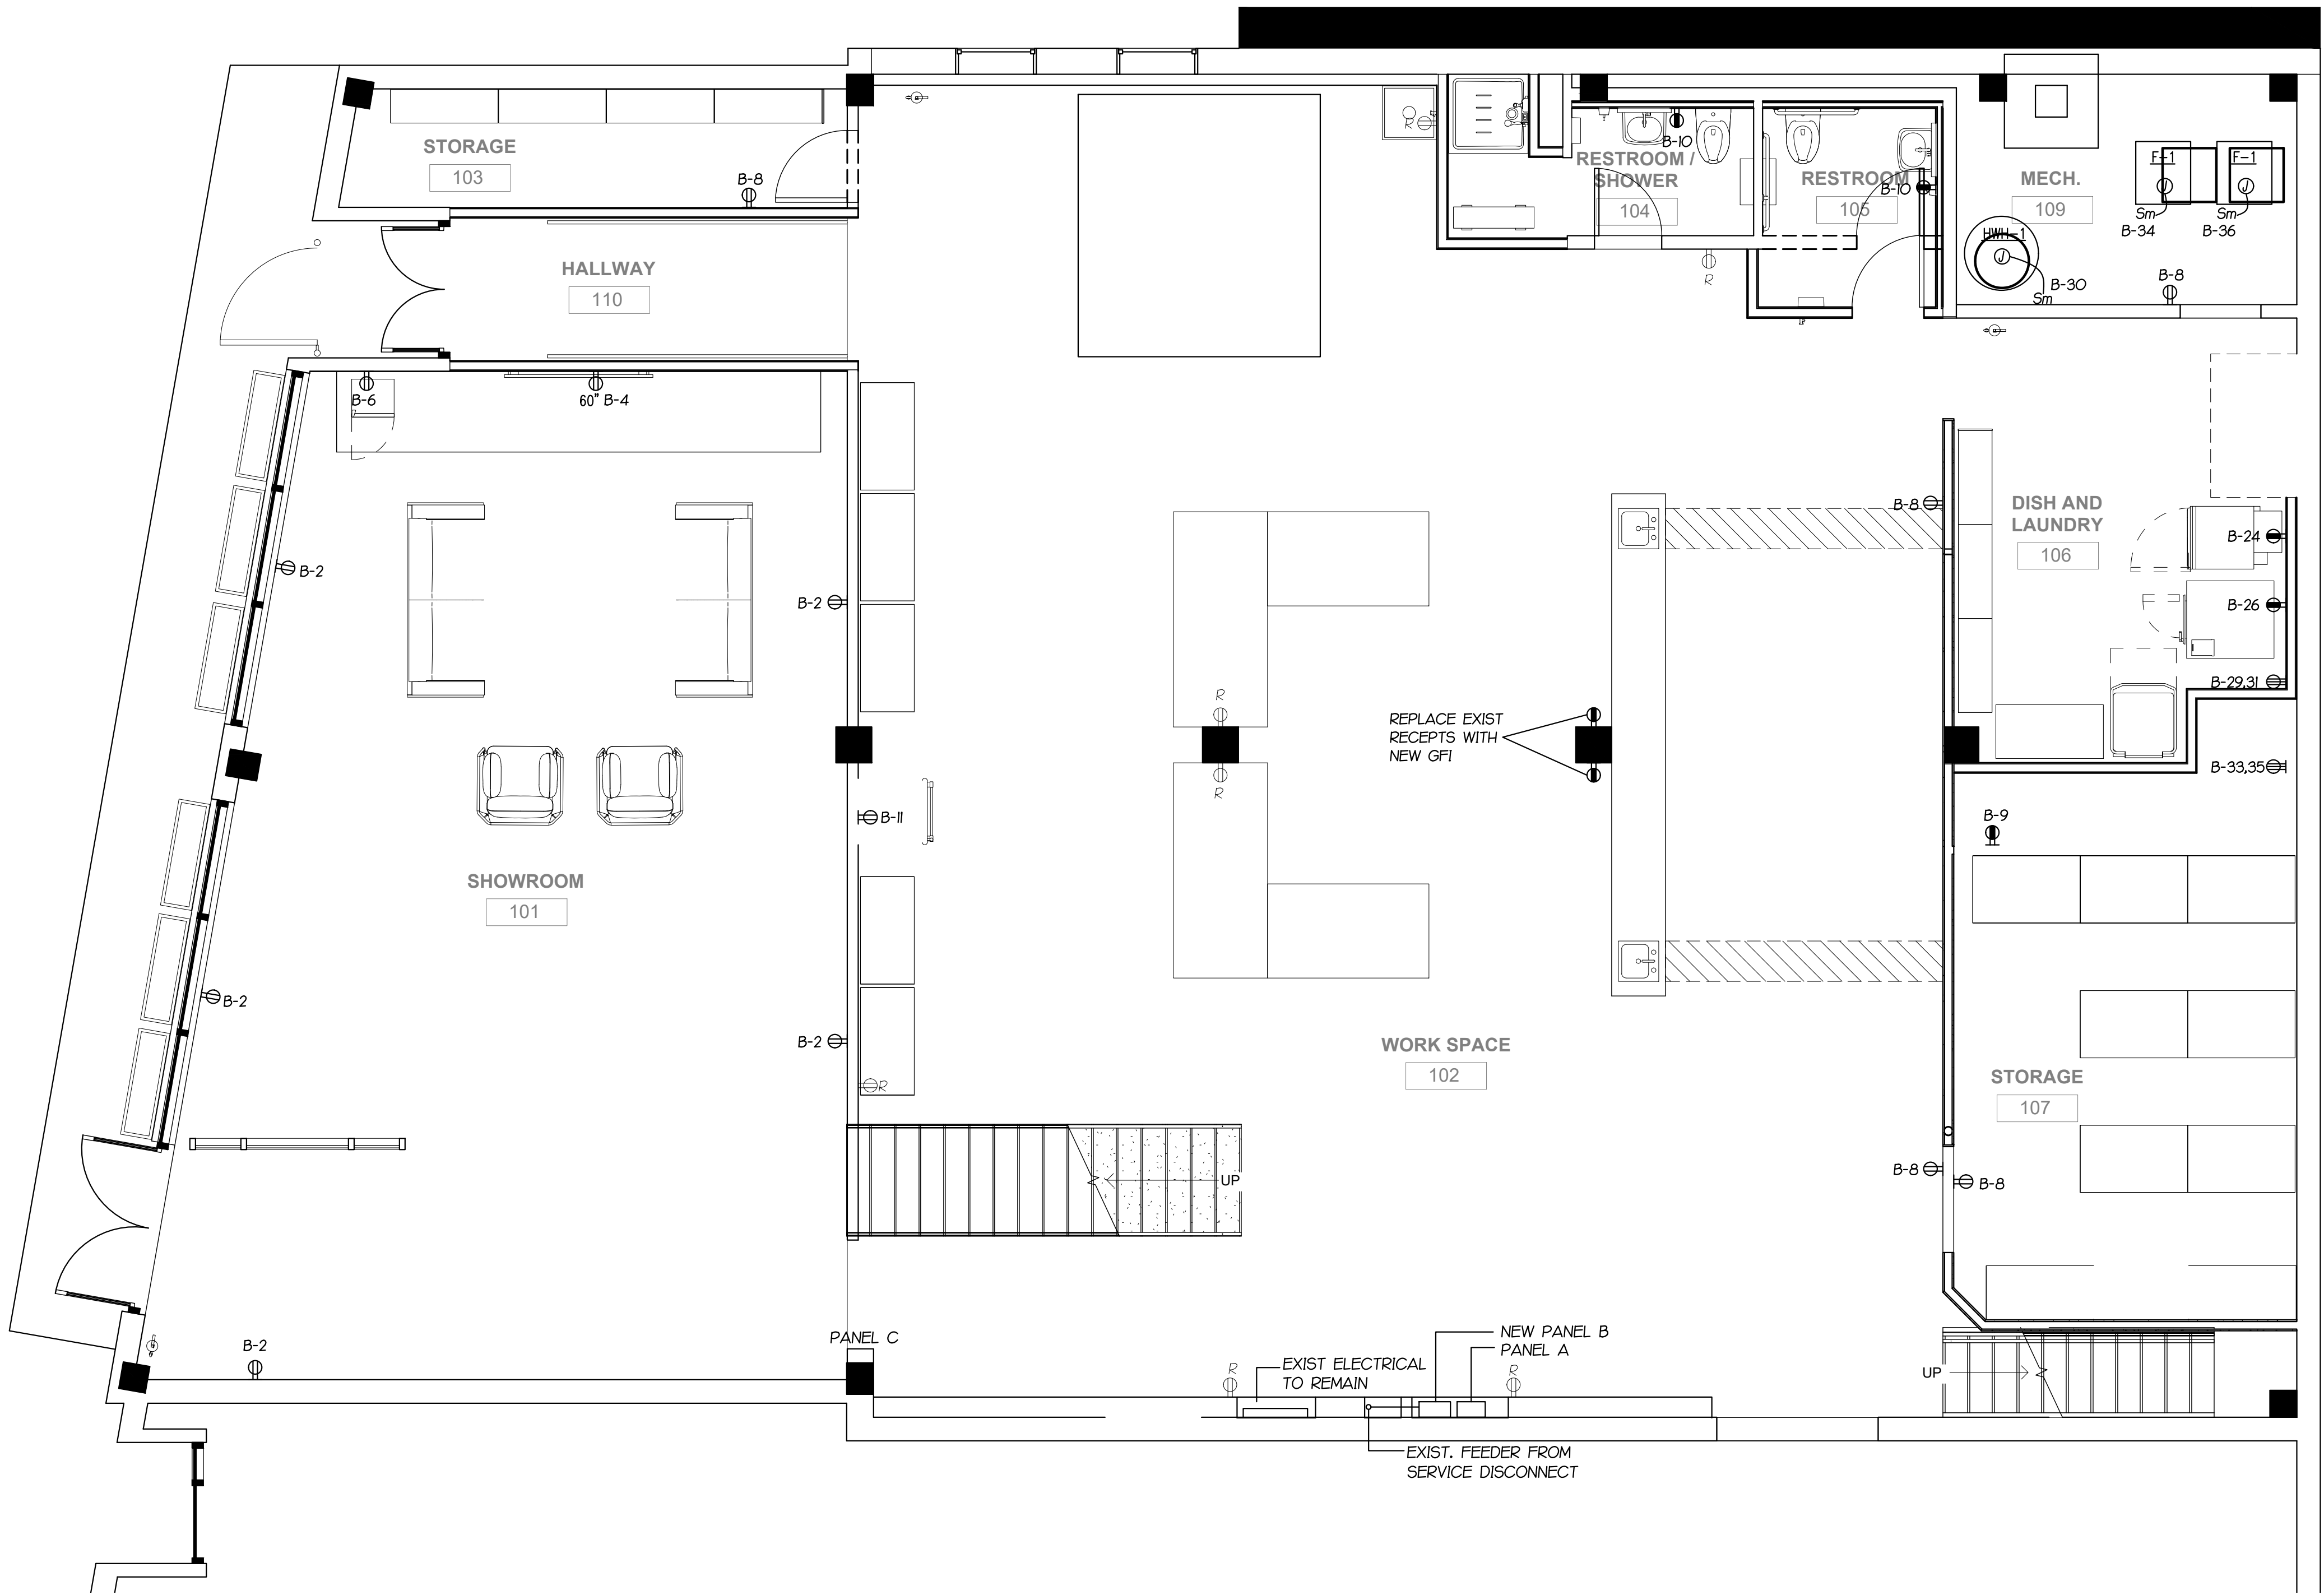 STORAGE
103
B-8
HALLWAY
110
B-6
60" B-4
R
B-10
RESTROOM /
SHOWER
104
RESTROOM
105
B-10
R
1P
MECH.
109
F-1
J
Sm
B-34
F-1
J
Sm
B-36
HWH-1
J
B-30
Sm
B-8
B-2
B-2
B-8
DISH AND
LAUNDRY
106
B-24
B-26
B-29,31
B-33,35
B-9
R
R
REPLACE EXIST
RECEPTS WITH
NEW GFI
B-11
SHOWROOM
101
B-2
B-2
R
WORK SPACE
102
STORAGE
107
UP
B-8
B-8
B-2
PANEL C
R
EXIST ELECTRICAL
TO REMAIN
NEW PANEL B
PANEL A
R
UP
EXIST. FEEDER FROM
SERVICE DISCONNECT